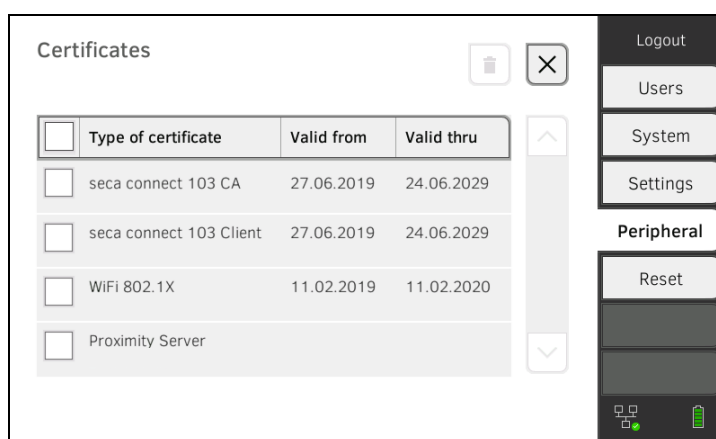 Certificates
Type of certificate Valid from Valid thru
seca connect 103 CA 27.06.2019 24.06.2029
seca connect 103 Client 27.06.2019 24.06.2029
WiFi 802.1X 11.02.2019 11.02.2020
Proximity Server
Logout
Users
System
Settings
Peripheral
Reset